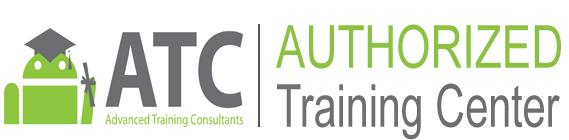 ATC
Advanced Training Consultants
AUTHORIZED
Training Center